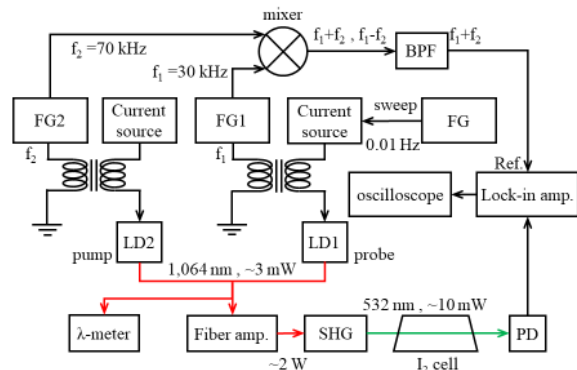 mixer
f₁+f₂ , f₁-f₂
BPF
f₁+f₂
f₂ =70 kHz
f₁ =30 kHz
FG2
Current
source
FG1
Current
source
sweep
0.01 Hz
FG
f₂
f₁
Ref.
oscilloscope
Lock-in amp.
pump
LD2
LD1
probe
1,064 nm , ~3 mW
532 nm , ~10 mW
λ-meter
Fiber amp.
SHG
PD
~2 W
I₂ cell